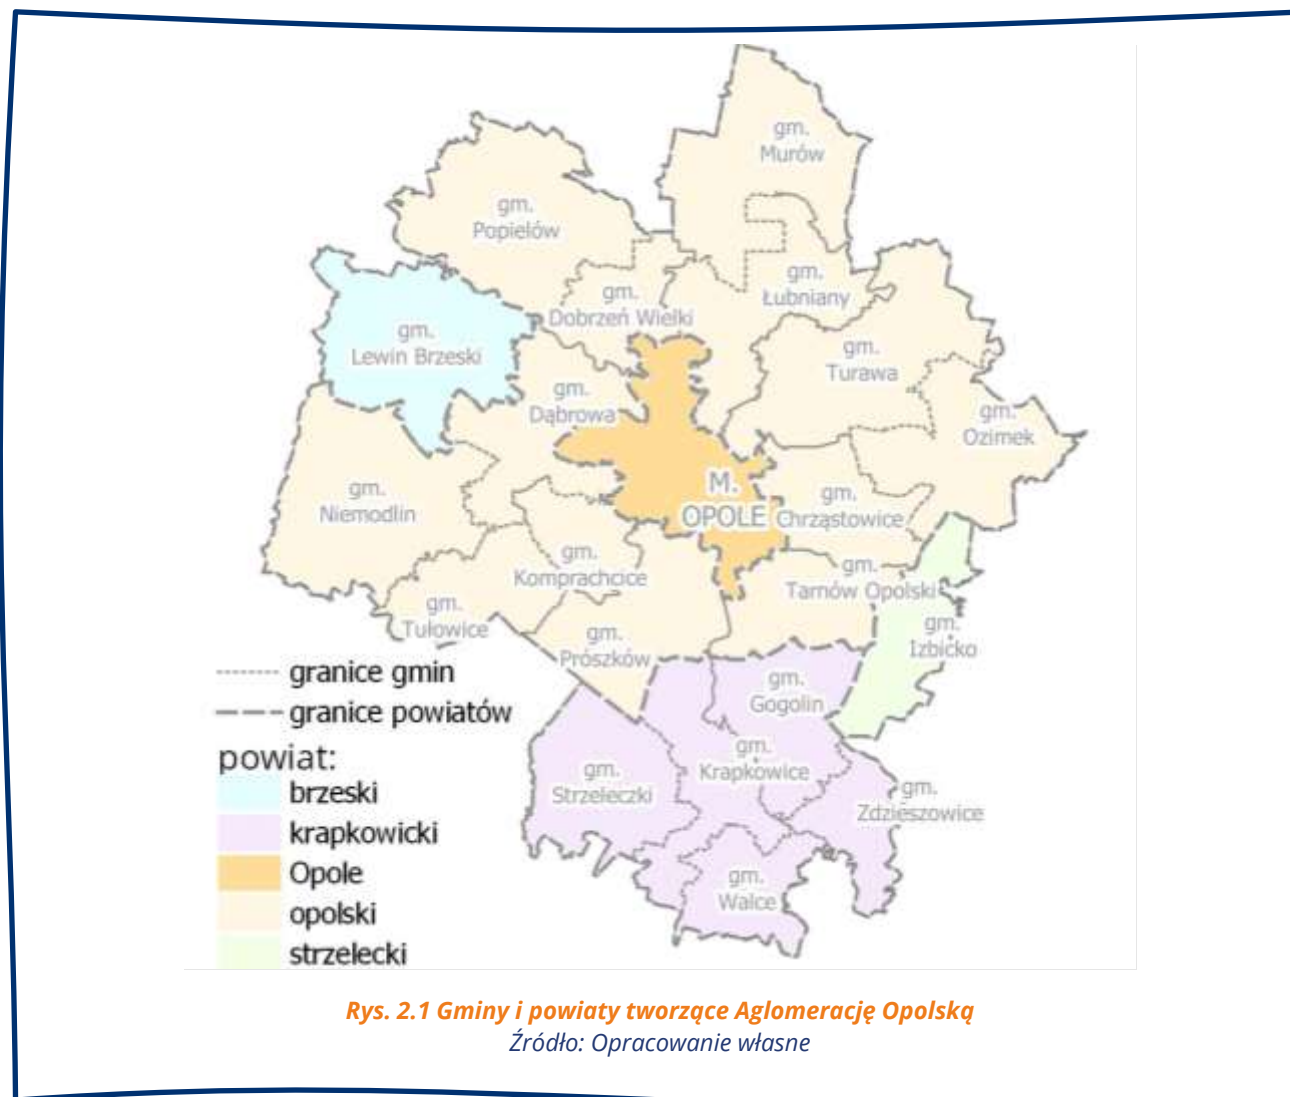 gm.
Murów
gm.
Popielów
gm.
Łubniany
gm.
Dobrzeń Wielki
gm.
Lewin Brzeski
gm.
Turawa
gm.
Dąbrowa
gm.
Ozimek
gm.
Niemodlin
M.
OPOLE
gm.
Chrząstowice
gm.
Komprachcice
gm.
Tarnów Opolski
gm.
Tułowice
gm.
Prószków
gm.
Izbicko
gm.
Gogolin
gm.
Krapkowice
gm.
Strzeleczki
gm.
Zdzieszowice
gm.
Walce
granice gmin
granice powiatów
powiat:
brzeski
krapkowicki
Opole
opolski
strzelecki
Rys. 2.1 Gminy i powiaty tworzące Aglomerację Opolską
Źródło: Opracowanie własne